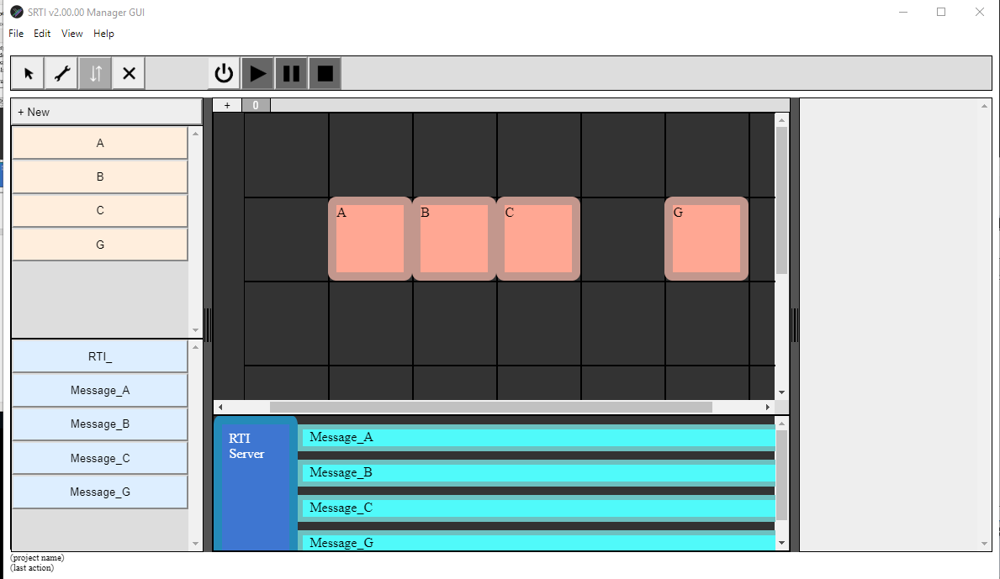 SRTI v2.00.00 Manager GUI
File Edit View Help
+ New
A
B
C
G
RTI_
Message_A
Message_B
Message_C
Message_G
+ 0
A B C G
RTI
Server
Message_A
Message_B
Message_C
Message_G
(project name)
(last action)